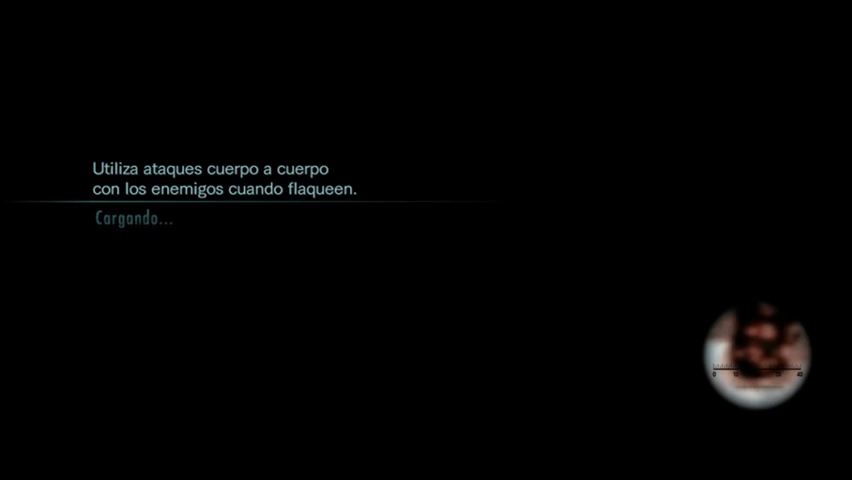 Utiliza ataques cuerpo a cuerpo
con los enemigos cuando flaqueen.
Cargando...